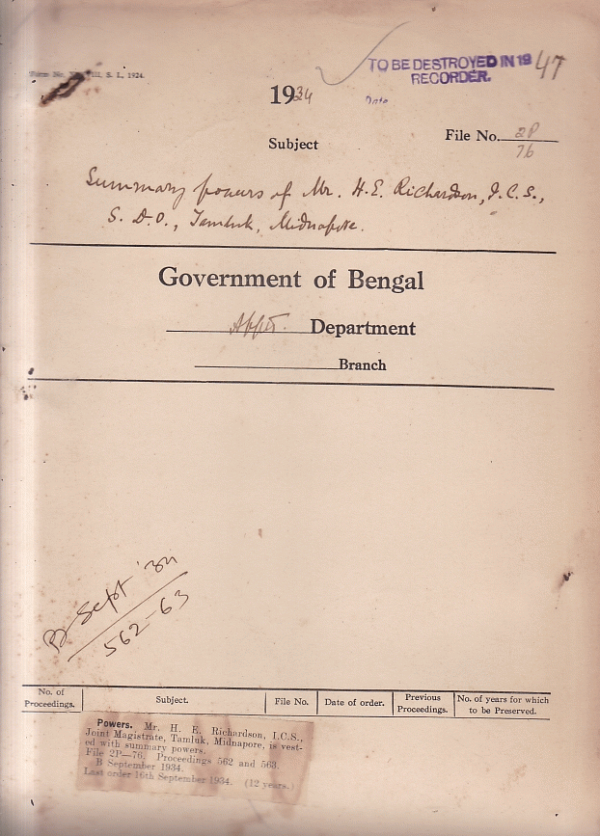 S. I., 1924.
TO BE DESTROYED IN 1947
RECORDER.
Date
1934
File No. 2P
76
Subject
Summary powers of Mr. H.E. Richardson, I.C.S.,
S. D.O., Tamluk, Midnapore.
Government of Bengal
Appt. Department
Branch
B Sept '34
562-63
No. of Proceedings. Subject. File No. Date of order. Previous Proceedings. No. of years for which to be Preserved.
Powers. Mr. H. E. Richardson, I.C.S.,
Joint Magistrate, Tamluk, Midnapore, is vest-
ed with summary powers.
File 2P—76. Proceedings 562 and 563.
B September 1934.
Last order 16th September 1934. (12 years.)